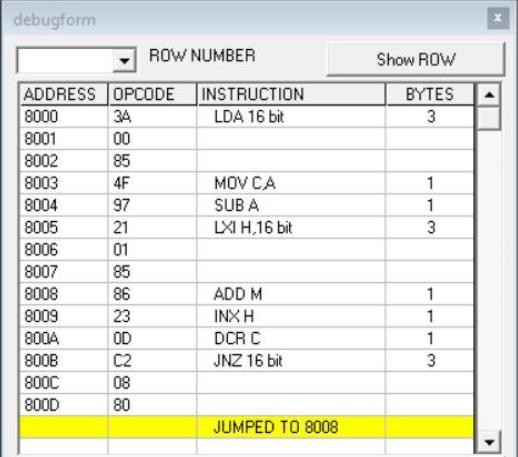 debugform
ROW NUMBER Show ROW
ADDRESS OPCODE INSTRUCTION BYTES
8000 3A LDA 16 bit 3
8001 00
8002 85
8003 4F MOV C,A 1
8004 97 SUB A 1
8005 21 LXI H,16 bit 3
8006 01
8007 85
8008 86 ADD M 1
8009 23 INX H 1
800A 0D DCR C 1
800B C2 JNZ 16 bit 3
800C 08
800D 80
JUMPED TO 8008